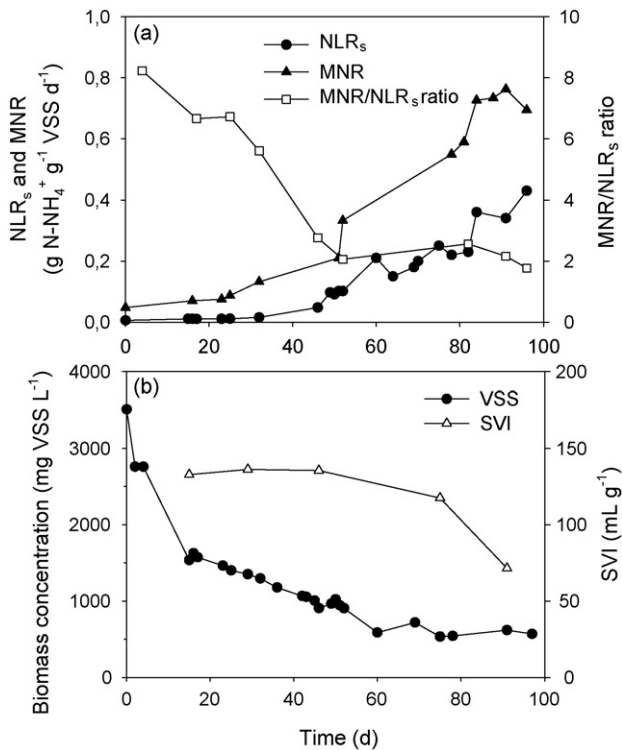 (a)
NLRs
MNR
MNR/NLRs ratio
NLRs and MNR
(g N-NH4+ g-1 VSS d-1)
1,0
0,8
0,6
0,4
0,2
0,0
10
8
6
4
2
0
MNR/NLRs ratio
0 20 40 60 80 100
(b)
VSS
SVI
Biomass concentration (mg VSS L-1)
4000
3000
2000
1000
0
200
150
100
50
0
SVI (mL g-1)
0 20 40 60 80 100
Time (d)